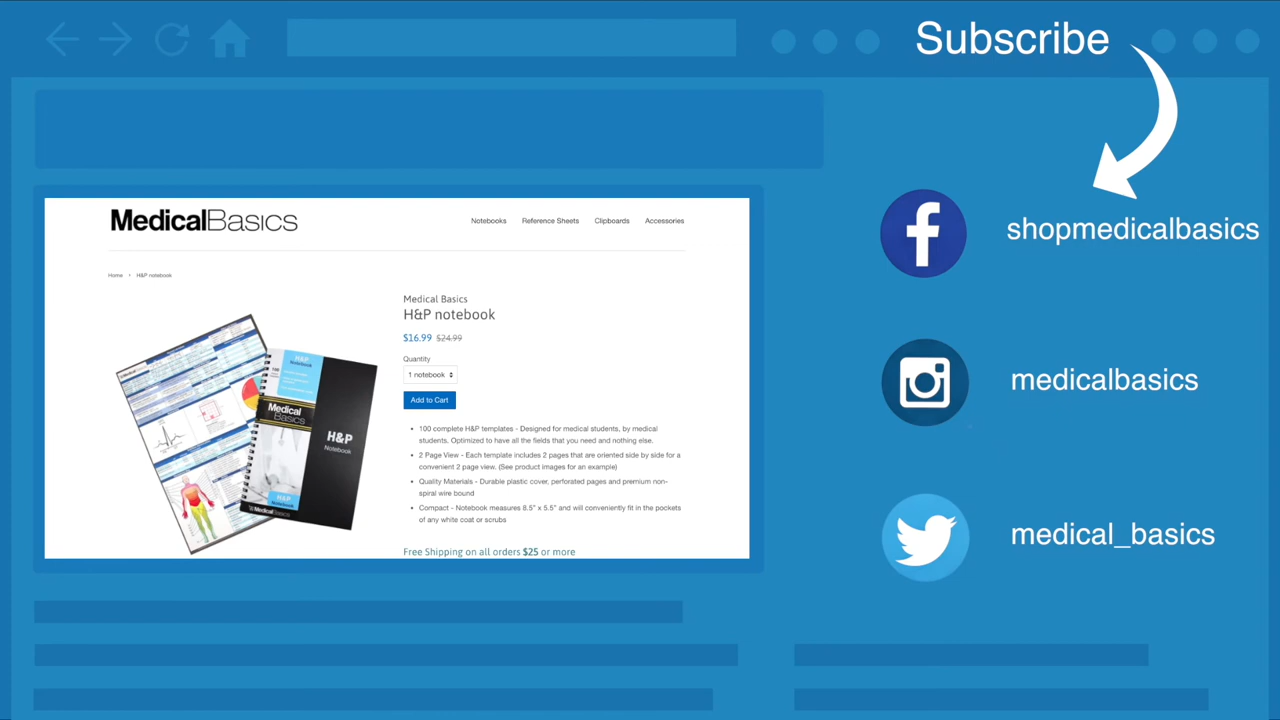 Subscribe
MedicalBasics
Notebooks Reference Sheets Clipboards Accessories
Home › H&P notebook
Medical Basics
H&P notebook
$16.99 $24.99
Quantity
1 notebook
Add to Cart
100 complete H&P templates - Designed for medical students, by medical
students. Optimized to have all the fields that you need and nothing else.
2 Page View - Each template includes 2 pages that are oriented side by side for a
convenient 2 page view. (See product images for an example)
Quality Materials - Durable plastic cover, perforated pages and premium non-
spiral wire bound
Compact - Notebook measures 8.5" x 5.5" and will conveniently fit in the pockets
of any white coat or scrubs
Free Shipping on all orders $25 or more
H&P
Notebook
100
Medical
Basics
H&P
Notebook
H&P
Notebook
MedicalBasics
shopmedicalbasics
medicalbasics
medical_basics